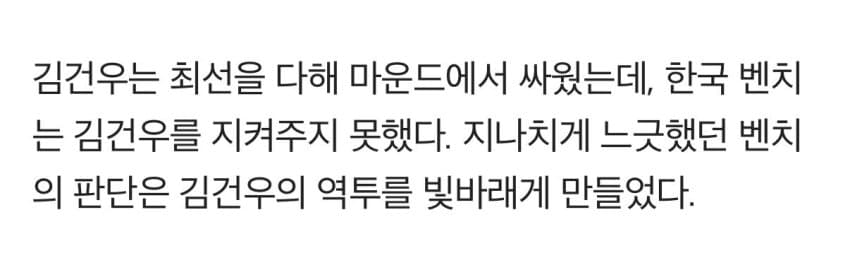 김건우는 최선을 다해 마운드에서 싸웠는데, 한국 벤치
는 김건우를 지켜주지 못했다. 지나치게 느긋했던 벤치
의 판단은 김건우의 역투를 빛바래게 만들었다.